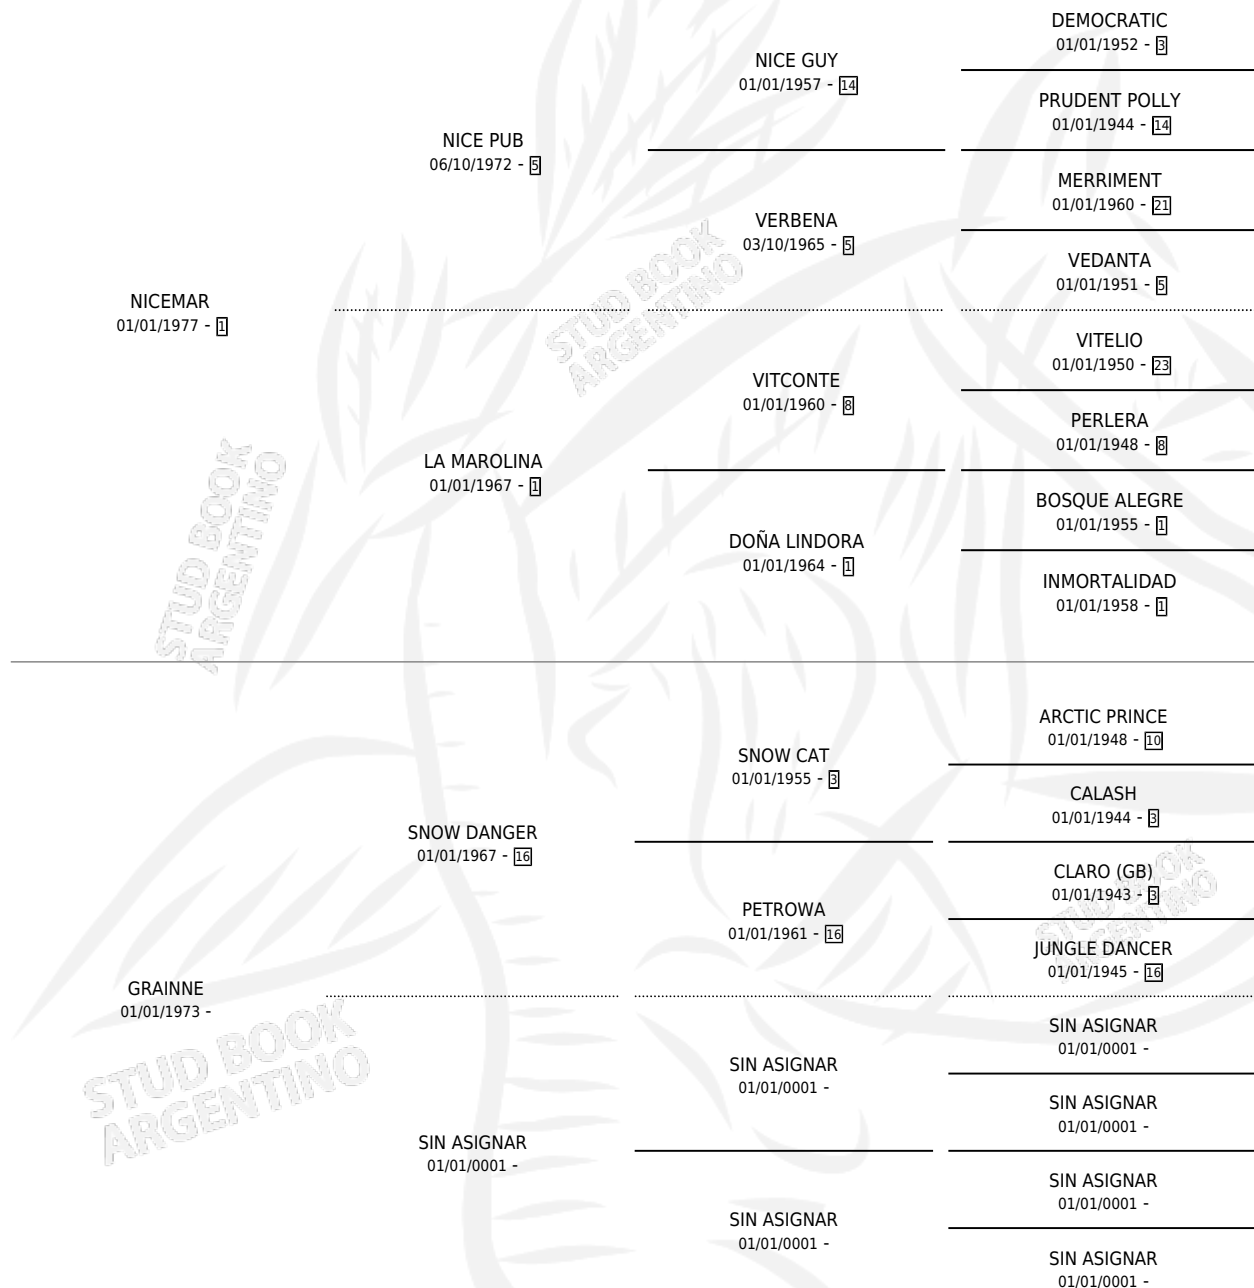 DEMOCRATIC
01/01/1952 - 3
NICE GUY
01/01/1957 - 14
PRUDENT POLLY
01/01/1944 - 14
NICE PUB
06/10/1972 - 5
MERRIMENT
01/01/1960 - 21
VERBENA
03/10/1965 - 5
VEDANTA
01/01/1951 - 5
NICEMAR
01/01/1977 - 1
VITELIO
01/01/1950 - 23
VITCONTE
01/01/1960 - 8
PERLERA
01/01/1948 - 8
LA MAROLINA
01/01/1967 - 1
BOSQUE ALEGRE
01/01/1955 - 1
DOÑA LINDORA
01/01/1964 - 1
INMORTALIDAD
01/01/1958 - 1
STUD BOOK
ARGENTINO
STUD BOOK
ARGENTINO
ARCTIC PRINCE
01/01/1948 - 10
SNOW CAT
01/01/1955 - 3
CALASH
01/01/1944 - 3
SNOW DANGER
01/01/1967 - 16
CLARO (GB)
01/01/1943 - 3
PETROWA
01/01/1961 - 16
JUNGLE DANCER
01/01/1945 - 16
GRAINNE
01/01/1973 -
SIN ASIGNAR
01/01/0001 -
SIN ASIGNAR
01/01/0001 -
SIN ASIGNAR
01/01/0001 -
SIN ASIGNAR
01/01/0001 -
SIN ASIGNAR
01/01/0001 -
SIN ASIGNAR
01/01/0001 -
SIN ASIGNAR
01/01/0001 -
STUD BOOK
ARGENTINO
STUD BOOK
ARGENTINO